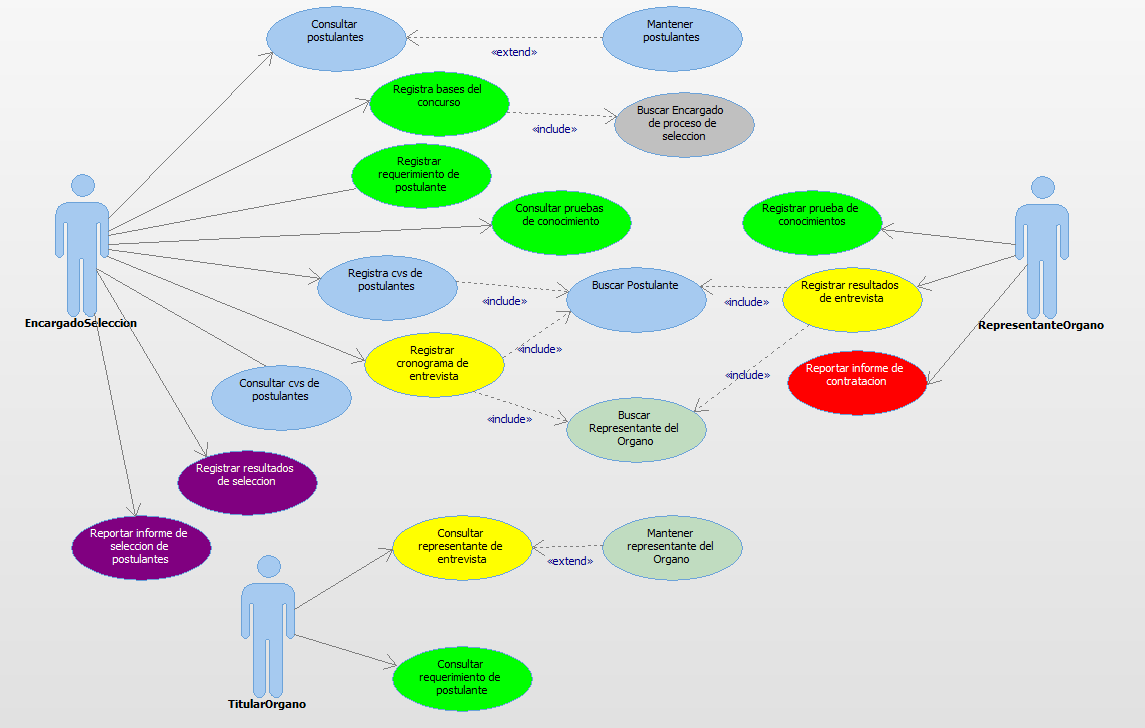 Consultar
postulantes
Mantener
postulantes
«extend»
Registra bases del
concurso
Buscar Encargado
de proceso de
seleccion
«include»
Registrar
requerimiento de
postulante
Consultar pruebas
de conocimiento
Registrar prueba de
conocimientos
Registra cvs de
postulantes
Buscar Postulante
Registrar resultados
de entrevista
«include»
«include»
EncargadoSeleccion
RepresentanteOrgano
Registrar
cronograma de
entrevista
«include»
Reportar informe de
contratacion
«include»
Consultar cvs de
postulantes
«include»
Buscar
Representante del
Organo
Registrar resultados
de seleccion
Reportar informe de
seleccion de
postulantes
Consultar
representante de
entrevista
Mantener
representante del
Organo
«extend»
Consultar
requerimiento de
postulante
TitularOrgano